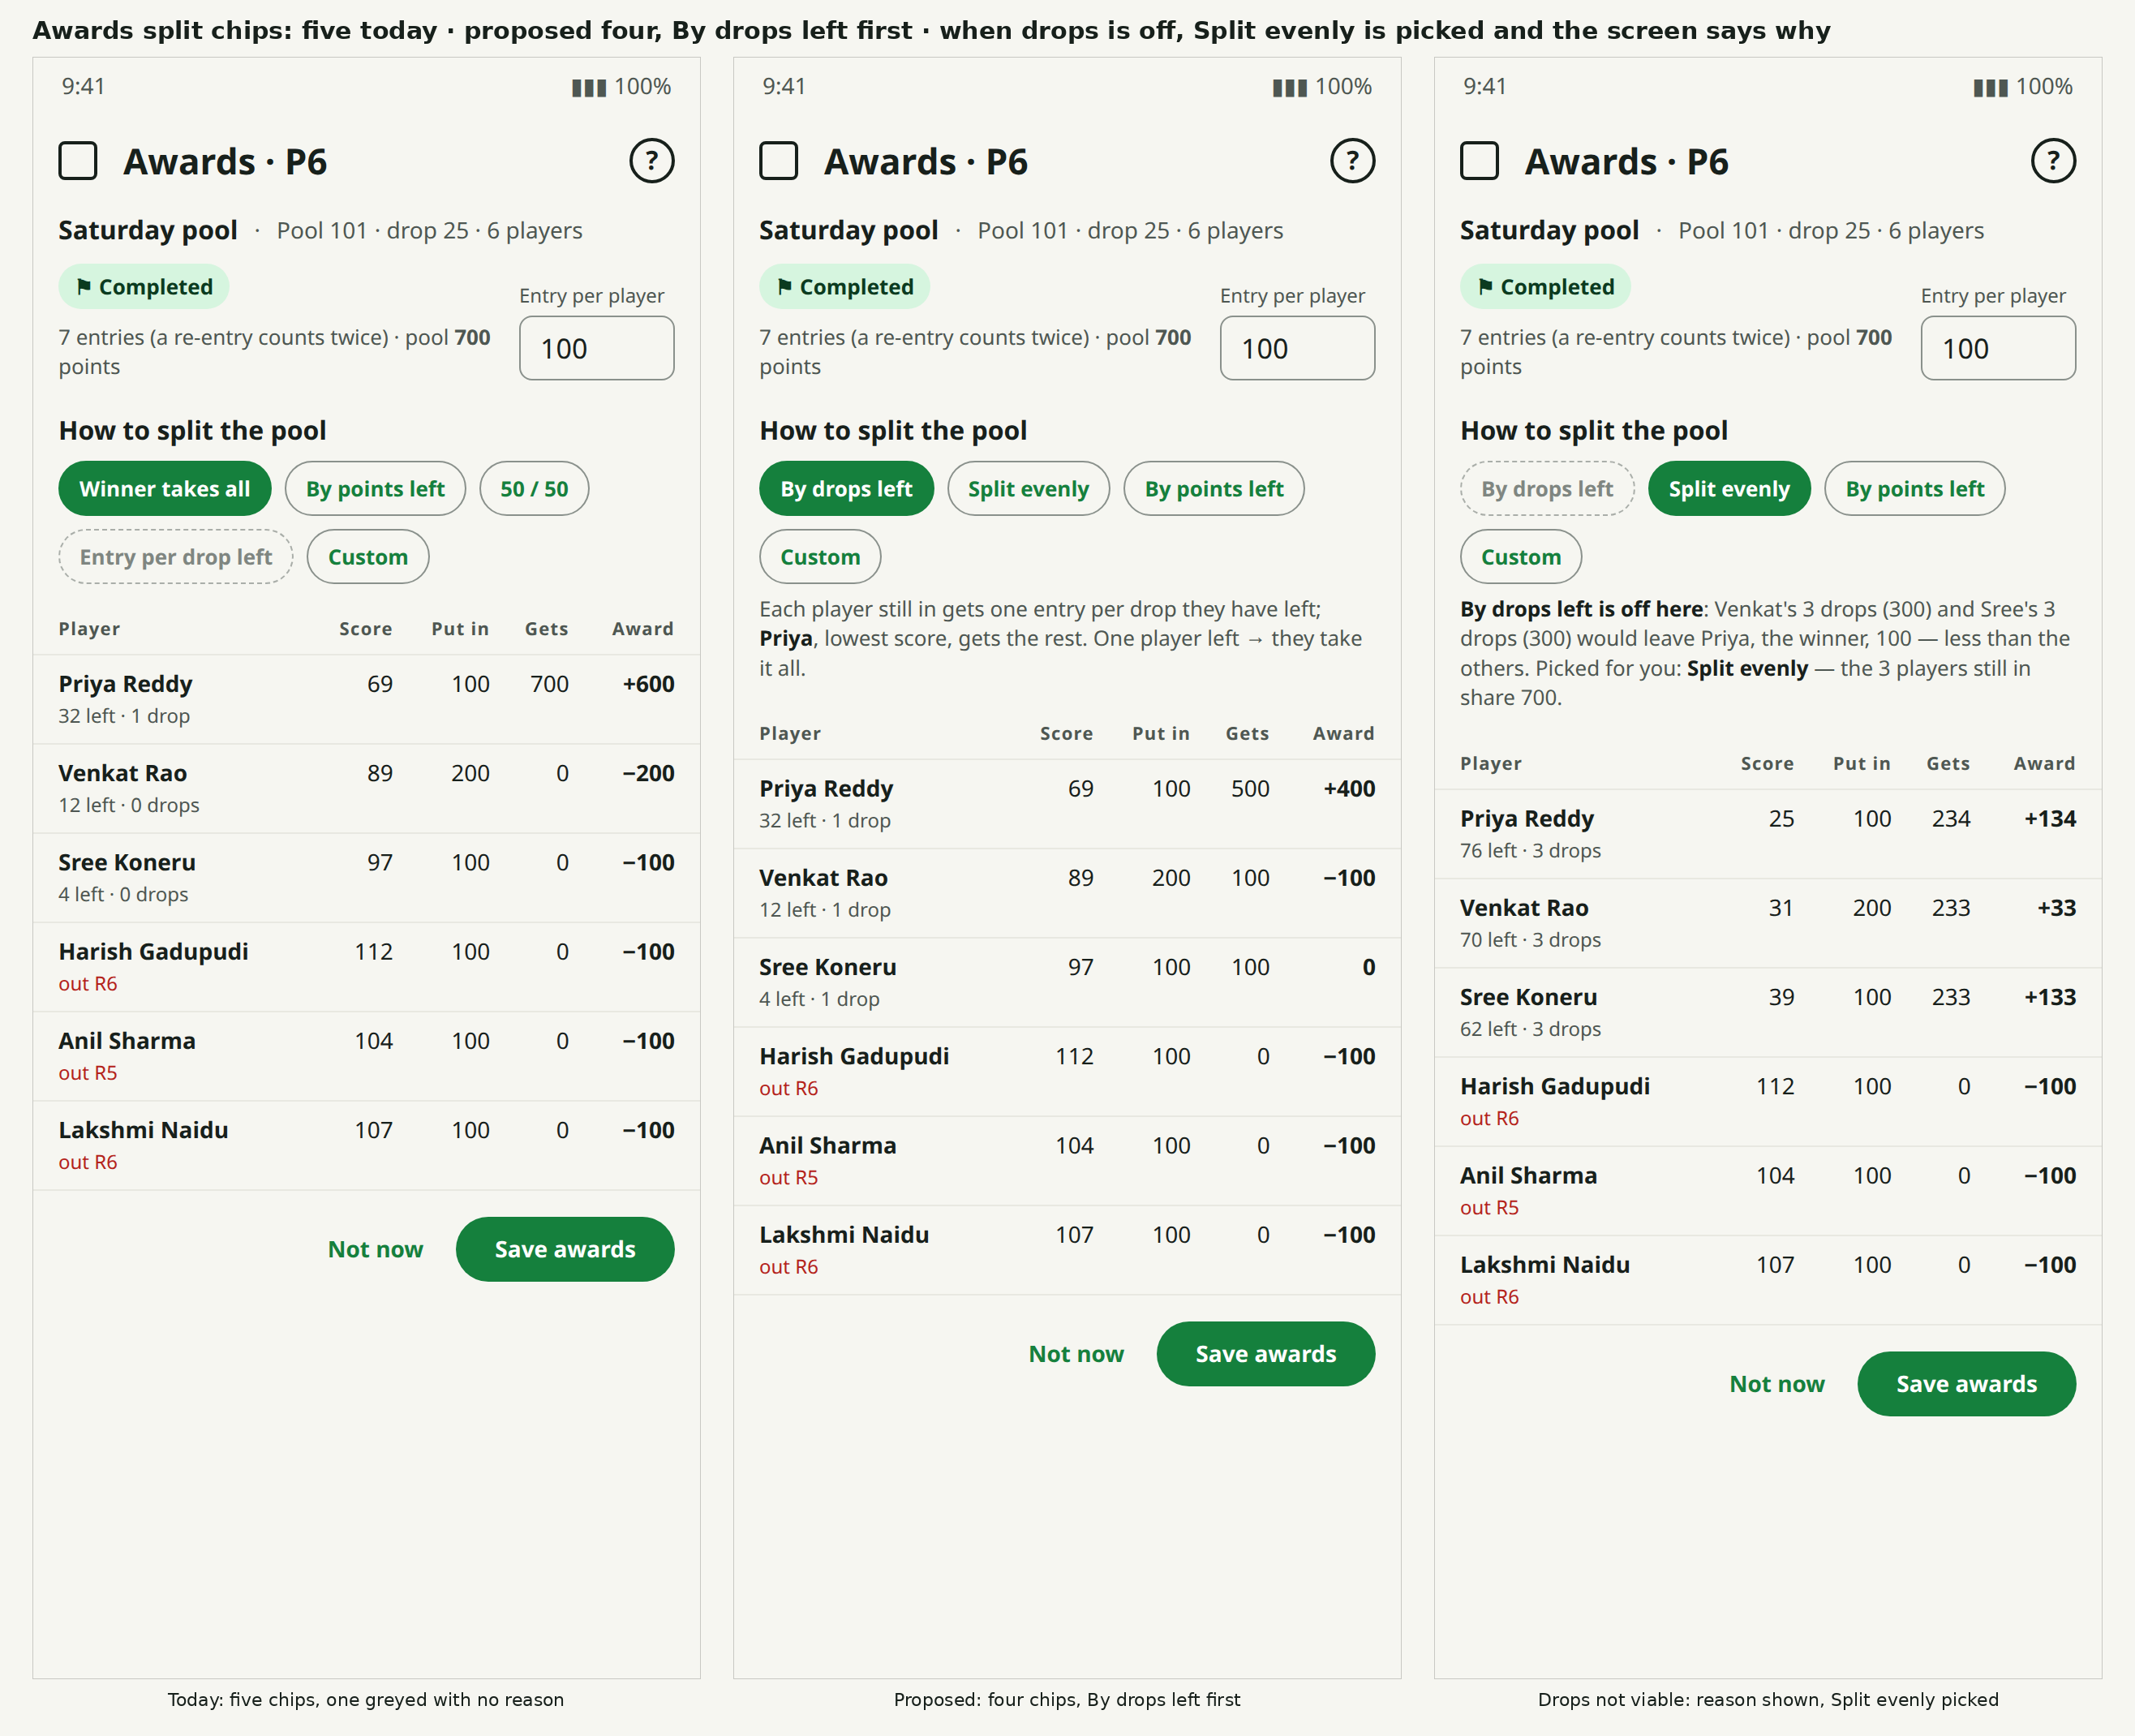 Awards split chips: five today · proposed four, By drops left first · when drops is off, Split evenly is picked and the screen says why
9:41
100%
Awards · P6
?
Saturday pool · Pool 101 · drop 25 · 6 players
⚑ Completed
Entry per player
7 entries (a re-entry counts twice) · pool 700
points
100
How to split the pool
Winner takes all
By points left
50 / 50
Entry per drop left
Custom
Player Score Put in Gets Award
Priya Reddy 69 100 700 +600
32 left · 1 drop
Venkat Rao 89 200 0 −200
12 left · 0 drops
Sree Koneru 97 100 0 −100
4 left · 0 drops
Harish Gadupudi 112 100 0 −100
out R6
Anil Sharma 104 100 0 −100
out R5
Lakshmi Naidu 107 100 0 −100
out R6
Not now
Save awards
Today: five chips, one greyed with no reason
9:41
100%
Awards · P6
?
Saturday pool · Pool 101 · drop 25 · 6 players
⚑ Completed
Entry per player
7 entries (a re-entry counts twice) · pool 700
points
100
How to split the pool
By drops left
Split evenly
By points left
Custom
Each player still in gets one entry per drop they have left;
Priya, lowest score, gets the rest. One player left → they take
it all.
Player Score Put in Gets Award
Priya Reddy 69 100 500 +400
32 left · 1 drop
Venkat Rao 89 200 100 −100
12 left · 1 drop
Sree Koneru 97 100 100 0
4 left · 1 drop
Harish Gadupudi 112 100 0 −100
out R6
Anil Sharma 104 100 0 −100
out R5
Lakshmi Naidu 107 100 0 −100
out R6
Not now
Save awards
Proposed: four chips, By drops left first
9:41
100%
Awards · P6
?
Saturday pool · Pool 101 · drop 25 · 6 players
⚑ Completed
Entry per player
7 entries (a re-entry counts twice) · pool 700
points
100
How to split the pool
By drops left
Split evenly
By points left
Custom
By drops left is off here: Venkat's 3 drops (300) and Sree's 3
drops (300) would leave Priya, the winner, 100 — less than the
others. Picked for you: Split evenly — the 3 players still in
share 700.
Player Score Put in Gets Award
Priya Reddy 25 100 234 +134
76 left · 3 drops
Venkat Rao 31 200 233 +33
70 left · 3 drops
Sree Koneru 39 100 233 +133
62 left · 3 drops
Harish Gadupudi 112 100 0 −100
out R6
Anil Sharma 104 100 0 −100
out R5
Lakshmi Naidu 107 100 0 −100
out R6
Not now
Save awards
Drops not viable: reason shown, Split evenly picked